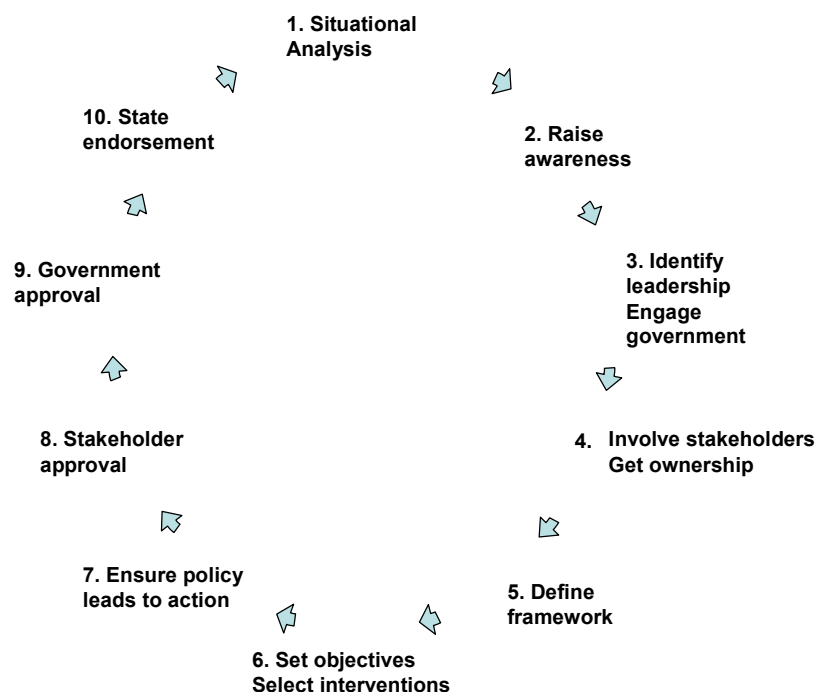 1. Situational
Analysis
2. Raise
awareness
3. Identify
leadership
Engage
government
4. Involve stakeholders
Get ownership
5. Define
framework
6. Set objectives
Select interventions
7. Ensure policy
leads to action
8. Stakeholder
approval
9. Government
approval
10. State
endorsement